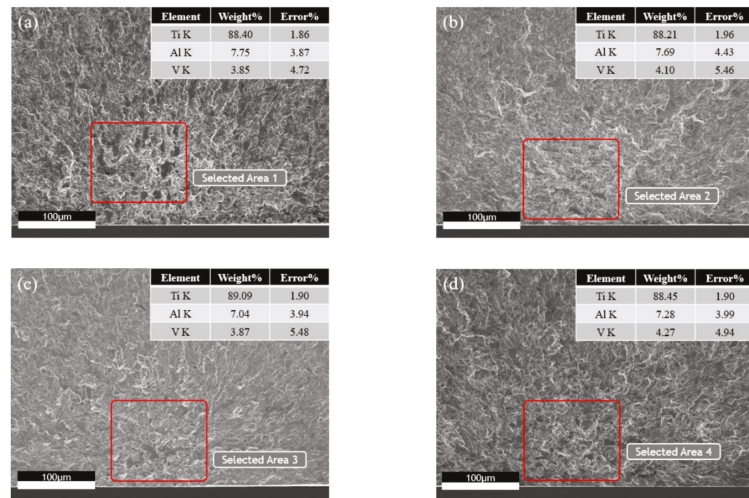 (a)
Element Weight% Error%
Ti K 88.40 1.86
Al K 7.75 3.87
V K 3.85 4.72
Selected Area 1
100μm
(b)
Element Weight% Error%
Ti K 88.21 1.96
Al K 7.69 4.43
V K 4.10 5.46
Selected Area 2
100μm
(c)
Element Weight% Error%
Ti K 89.09 1.90
Al K 7.04 3.94
V K 3.87 5.48
Selected Area 3
100μm
(d)
Element Weight% Error%
Ti K 88.45 1.90
Al K 7.28 3.99
V K 4.27 4.94
Selected Area 4
100μm